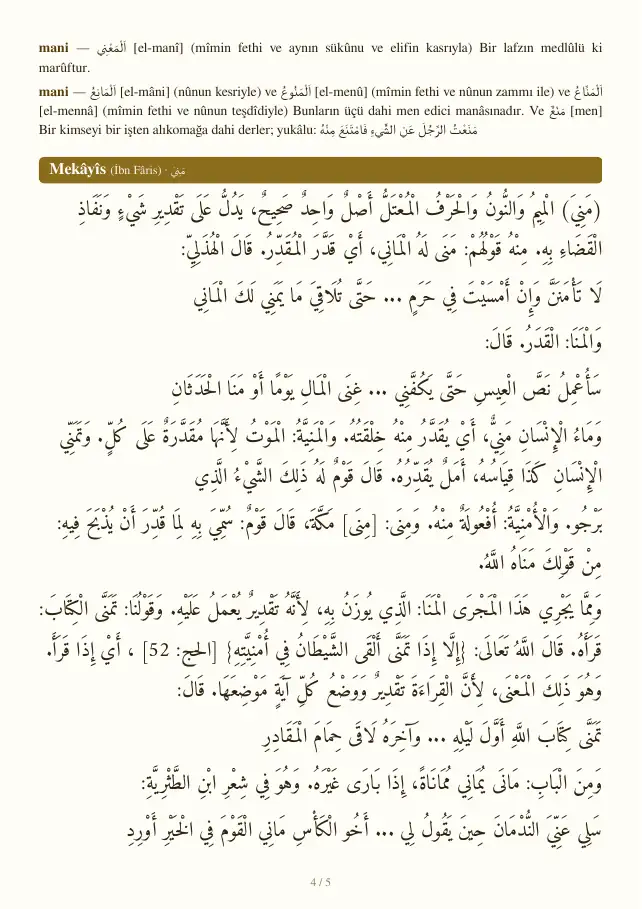 mani — اَلْمَعْنِي [el-manî] (mîmin fethi ve aynın sükûnu ve elifin kasrıyla) Bir lafzın medlûlü ki
marûftur.
mani — اَلْمَانِعُ [el-mâni] (nûnun kesriyle) ve اَلْمَنُوعُ [el-menû] (mîmin fethi ve nûnun zammı ile) ve اَلْمَنَّاعُ
[el-mennâ] (mîmin fethi ve nûnun teşdîdiyle) Bunların üçü dahi men edici manâsınadır. Ve مَنْعٌ [men]
Bir kimseyi bir işten alıkomağa dahi derler; yukâlu: مَنَعْتُ الرَّجُلَ عَنِ الشَّيْءِ فَامْتَنَعَ مِنْهُ
Mekâyîs (İbn Fâris) · مَنِيَ
(مَنِيَ) الْمِيمُ وَالنُّونُ وَالْحَرْفُ الْمُعْتَلُّ أَصْلٌ وَاحِدٌ صَحِيحٌ، يَدُلُّ عَلَى تَقْدِيرِ شَيْءٍ وَنَفَاذِ
الْقَضَاءِ بِهِ. مِنْهُ قَوْلُهُمْ: مَنَى لَهُ الْمَانِي، أَيْ قَدَّرَ الْمُقَدِّرُ. قَالَ الْهُذَلِيُّ:
لَا تَأْمَنَنَّ وَإِنْ أَمْسَيْتَ فِي حَرَمٍ ... حَتَّى تُلَاقِيَ مَا يَمْنِي لَكَ الْمَانِي
وَالْمَنَا: الْقَدَرُ. قَالَ:
سَأُعْمِلُ نَصَّ الْعِيسِ حَتَّى يَكُفَّنِي ... غِنَى الْمَالِ يَوْمًا أَوْ مَنَا الْحَدَثَانِ
وَمَاءُ الْإِنْسَانِ مَنِيٌّ، أَيْ يُقَدَّرُ مِنْهُ خِلْقَتُهُ. وَالْمَنِيَّةُ: الْمَوْتُ لِأَنَّهَا مُقَدَّرَةٌ عَلَى كُلٍّ. وَتَمَنِّي
الْإِنْسَانِ كَذَا قِيَاسُهُ، أَمَلٌ يُقَدِّرُهُ. قَالَ قَوْمٌ لَهُ ذَلِكَ الشَّيْءُ الَّذِي
يَرْجُو. وَالْأُمْنِيَّةُ: أُفْعُولَةٌ مِنْهُ. وَمِنَى: [مِنَى] مَكَّةَ، قَالَ قَوْمٌ: سُمِّيَ بِهِ لِمَا قُدِّرَ أَنْ يُذْبَحَ فِيهِ:
مِنْ قَوْلِكَ مَنَاهُ اللَّهُ.
وَمِمَّا يَجْرِي هَذَا الْمَجْرَى الْمَنَا: الَّذِي يُوزَنُ بِهِ، لِأَنَّهُ تَقْدِيرٌ يُعْمَلُ عَلَيْهِ. وَقَوْلُنَا: تَمَنَّى الْكِتَابَ:
قَرَأَهُ. قَالَ اللَّهُ تَعَالَى: {إِلَّا إِذَا تَمَنَّى أَلْقَى الشَّيْطَانُ فِي أُمْنِيَّتِهِ} [الحج: 52] ، أَيْ إِذَا قَرَأَ.
وَهُوَ ذَلِكَ الْمَعْنَى، لِأَنَّ الْقِرَاءَةَ تَقْدِيرٌ وَوَضْعُ كُلِّ آيَةٍ مَوْضِعَهَا. قَالَ:
تَمَنَّى كِتَابَ اللَّهِ أَوَّلَ لَيْلِهِ ... وَآخِرَهُ لَاقَى حِمَامَ الْمَقَادِرِ
وَمِنَ الْبَابِ: مَانَى يُمَانِي مُمَانَاةً، إِذَا بَارَى غَيْرَهُ. وَهُوَ فِي شِعْرِ ابْنِ الطَّثْرِيَّةِ:
سَلِي عَنِّيَ النُّدْمَانَ حِينَ يَقُولُ لِي ... أَخُو الْكَأْسِ مَانِي الْقَوْمَ فِي الْخَيْرِ أَوْرِدِ
4 / 5